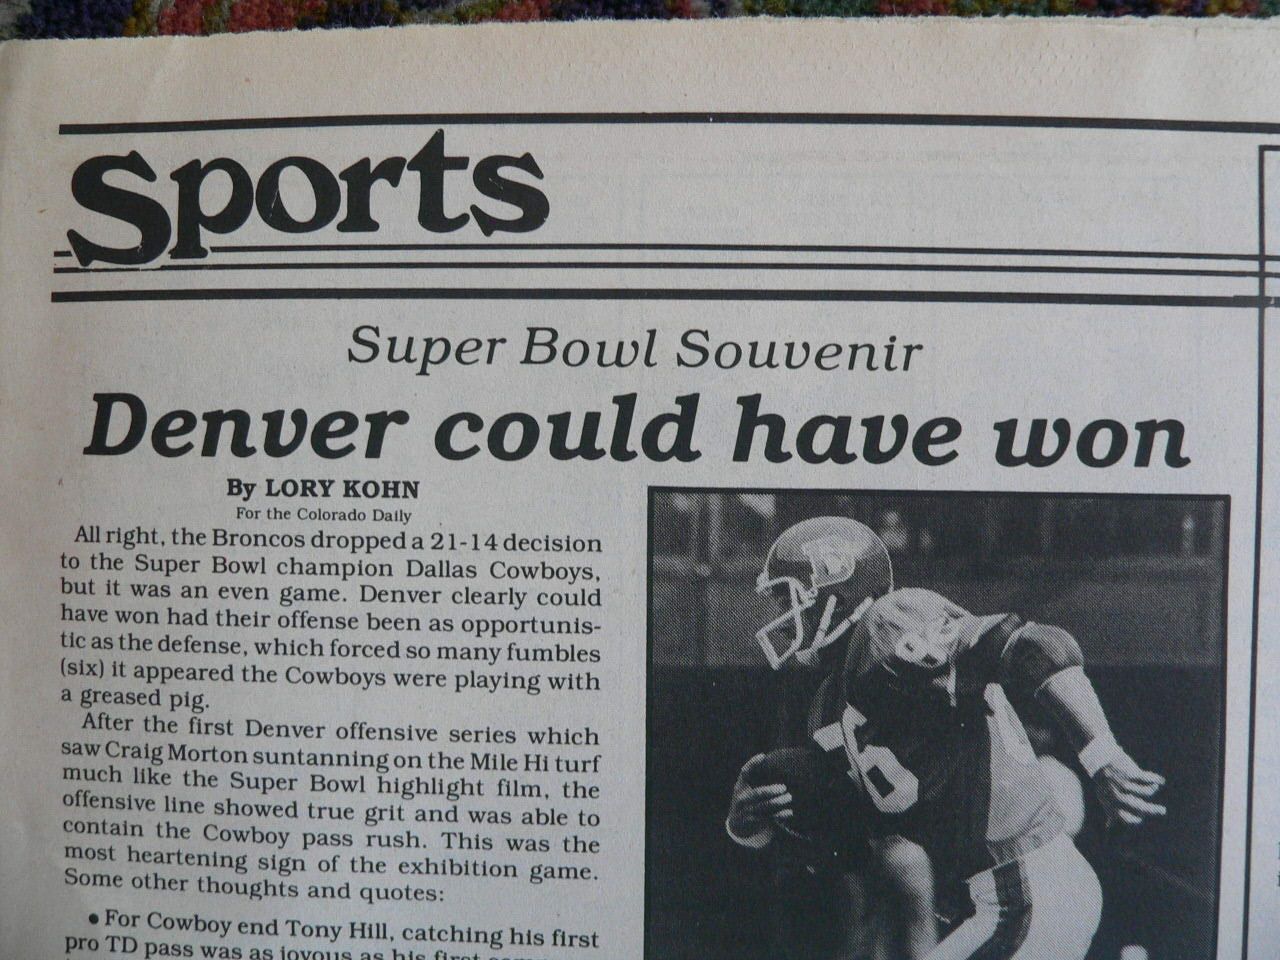 Sports
Super Bowl Souvenir
Denver could have won
By LORY KOHN
For the Colorado Daily
All right, the Broncos dropped a 21-14 decision
to the Super Bowl champion Dallas Cowboys,
but it was an even game. Denver clearly could
have won had their offense been as opportunis-
tic as the defense, which forced so many fumbles
(six) it appeared the Cowboys were playing with
a greased pig.
After the first Denver offensive series which
saw Craig Morton suntanning on the Mile Hi turf
much like the Super Bowl highlight film, the
offensive line showed true grit and was able to
contain the Cowboy pass rush. This was the
most heartening sign of the exhibition game.
Some other thoughts and quotes:
• For Cowboy end Tony Hill, catching his first
pro TD pass was as joyous as his first